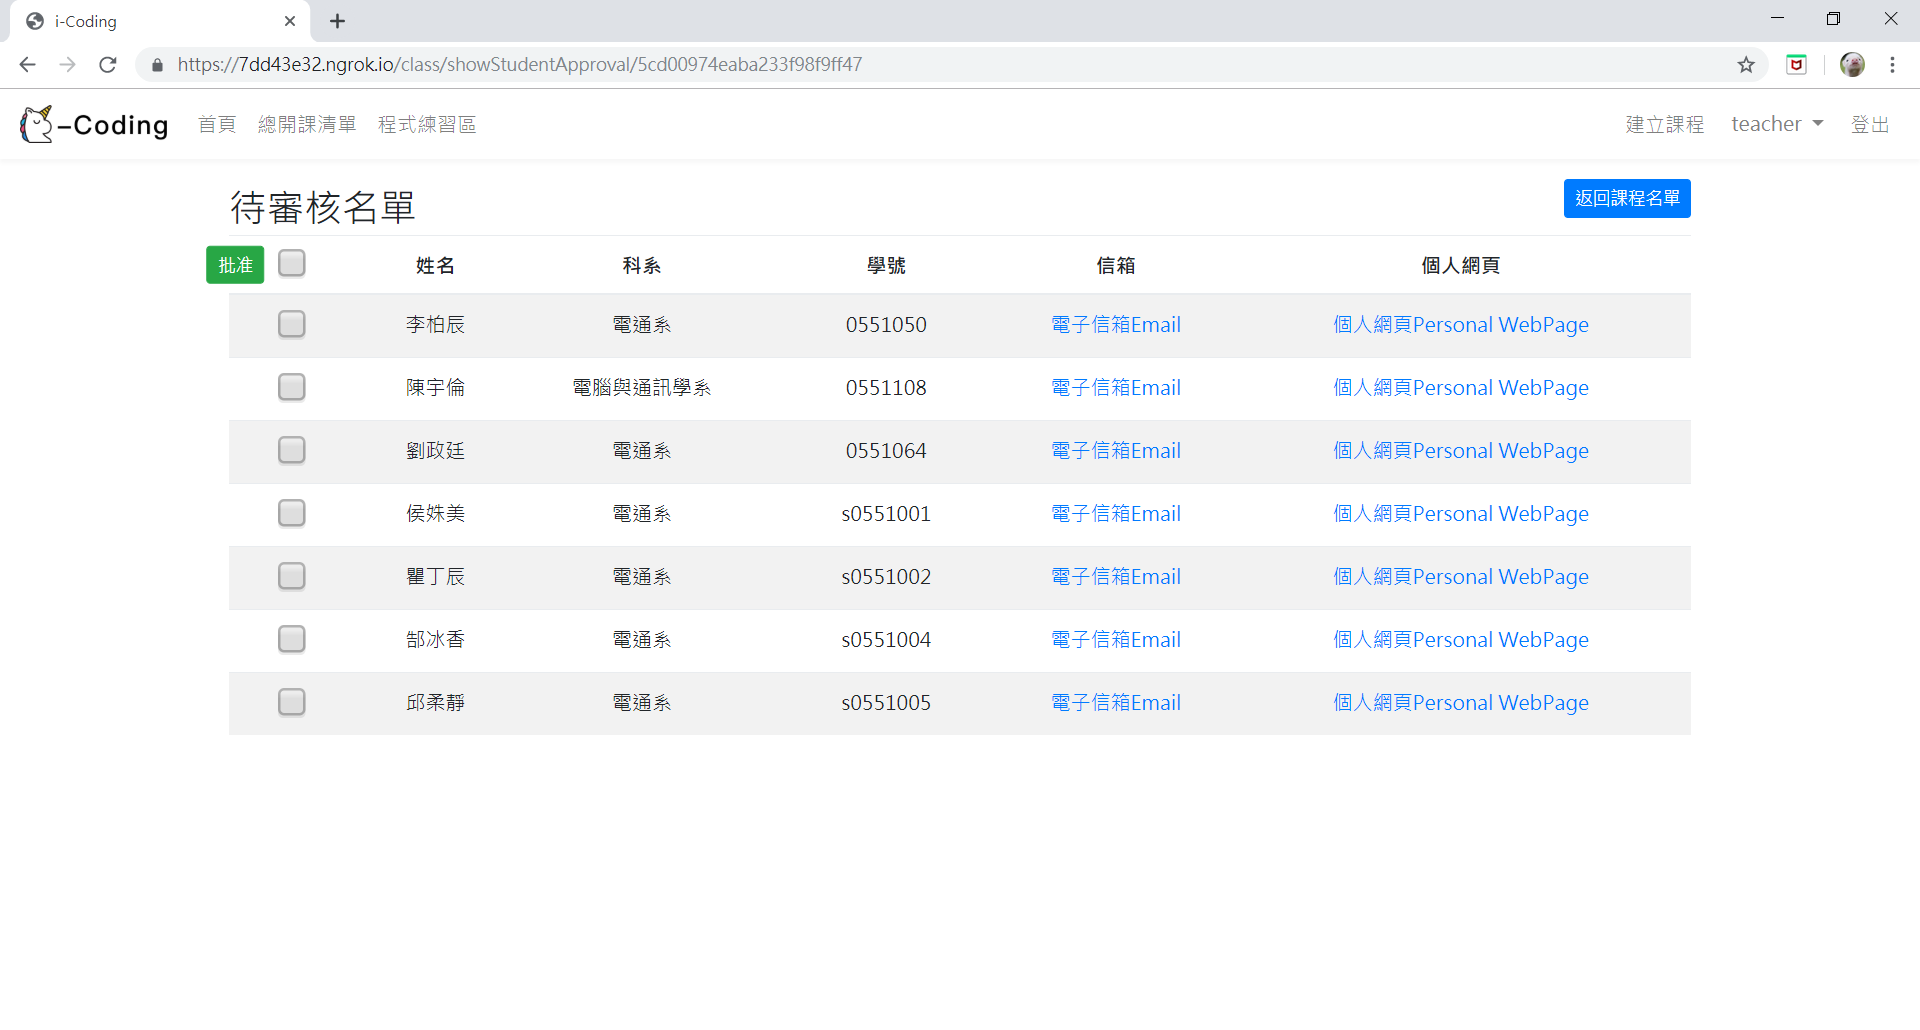 i-Coding
https://7dd43e32.ngrok.io/class/showStudentApproval/5cd00974eaba233f98f9ff47
-Coding 首頁 總開課清單 程式練習區 建立課程 teacher 登出
待審核名單 返回課程名單
批准 姓名 科系 學號 信箱 個人網頁
李柏辰 電通系 0551050 電子信箱Email 個人網頁Personal WebPage
陳宇倫 電腦與通訊學系 0551108 電子信箱Email 個人網頁Personal WebPage
劉政廷 電通系 0551064 電子信箱Email 個人網頁Personal WebPage
侯姝美 電通系 s0551001 電子信箱Email 個人網頁Personal WebPage
瞿丁辰 電通系 s0551002 電子信箱Email 個人網頁Personal WebPage
郜冰香 電通系 s0551004 電子信箱Email 個人網頁Personal WebPage
邱柔靜 電通系 s0551005 電子信箱Email 個人網頁Personal WebPage